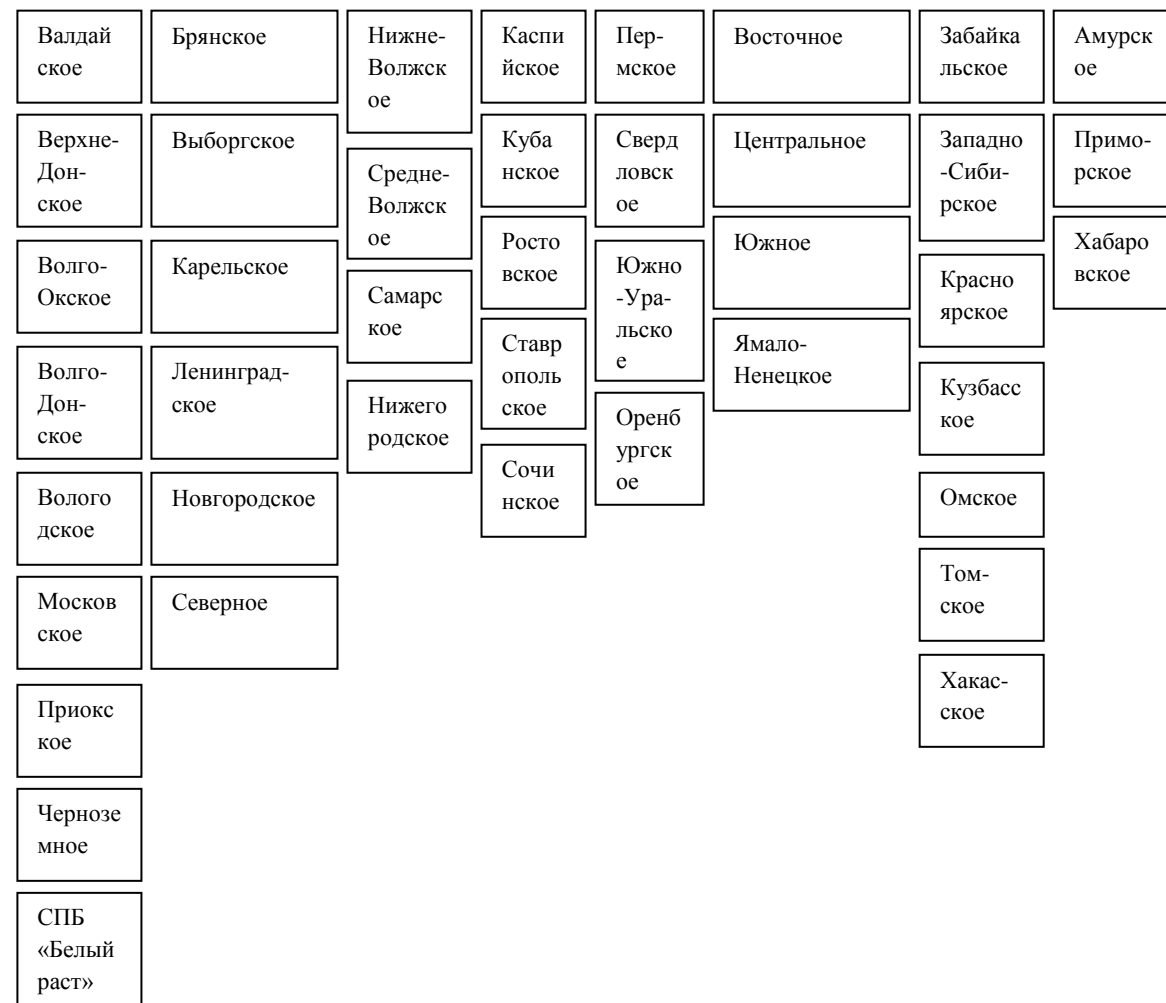 Валдай
ское
Верхне-
Дон-
ское
Волго-
Окское
Волго-
Дон-
ское
Волого
дское
Москов
ское
Приокс
кое
Чернозе
мное
СПБ
«Белый
раст»
Брянское
Выборгское
Карельское
Ленинград-
ское
Новгородское
Северное
Нижне-
Волжск
ое
Средне-
Волжск
ое
Самарс
кое
Нижего
родское
Каспи
йское
Куба
нское
Росто
вское
Ставр
ополь
ское
Сочи
нское
Пер-
мское
Сверд
ловск
ое
Южно
-Ура-
льско
е
Оренб
ургск
ое
Восточное
Центральное
Южное
Ямало-
Ненецкое
Забайка
льское
Западно
-Сиби-
рское
Красно
ярское
Кузбасс
кое
Омское
Том-
ское
Хакас-
ское
Амурск
ое
Примо-
рское
Хабаро
вское